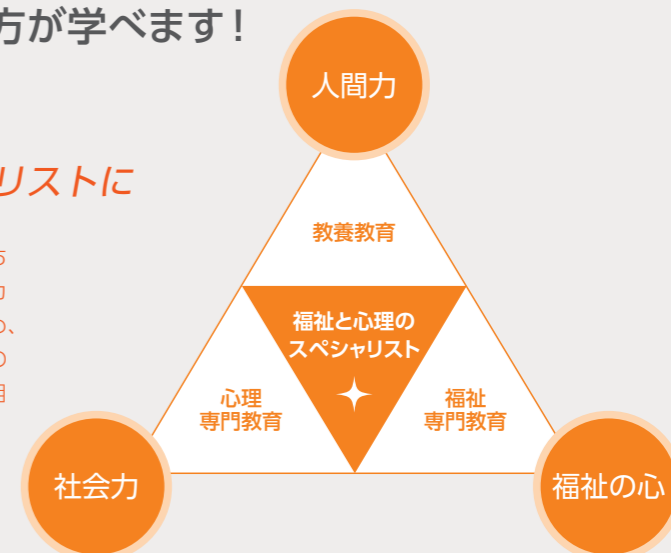 方が学べます！
人間力
リストに
教養教育
福祉と心理の
スペシャリスト
心理
専門教育
福祉
専門教育
社会力
福祉の心